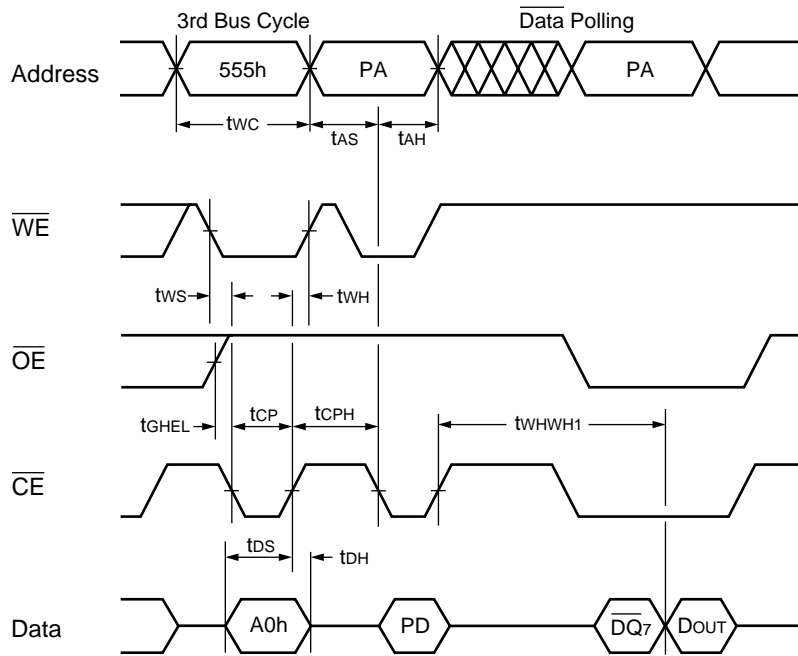 3rd Bus Cycle Data Polling
Address 555h PA PA
tWC tAS tAH
WE
tWS tWH
OE
tGHEL tCP tCPH tWHWH1
CE
tDS tDH
Data A0h PD DQ7 DOUT